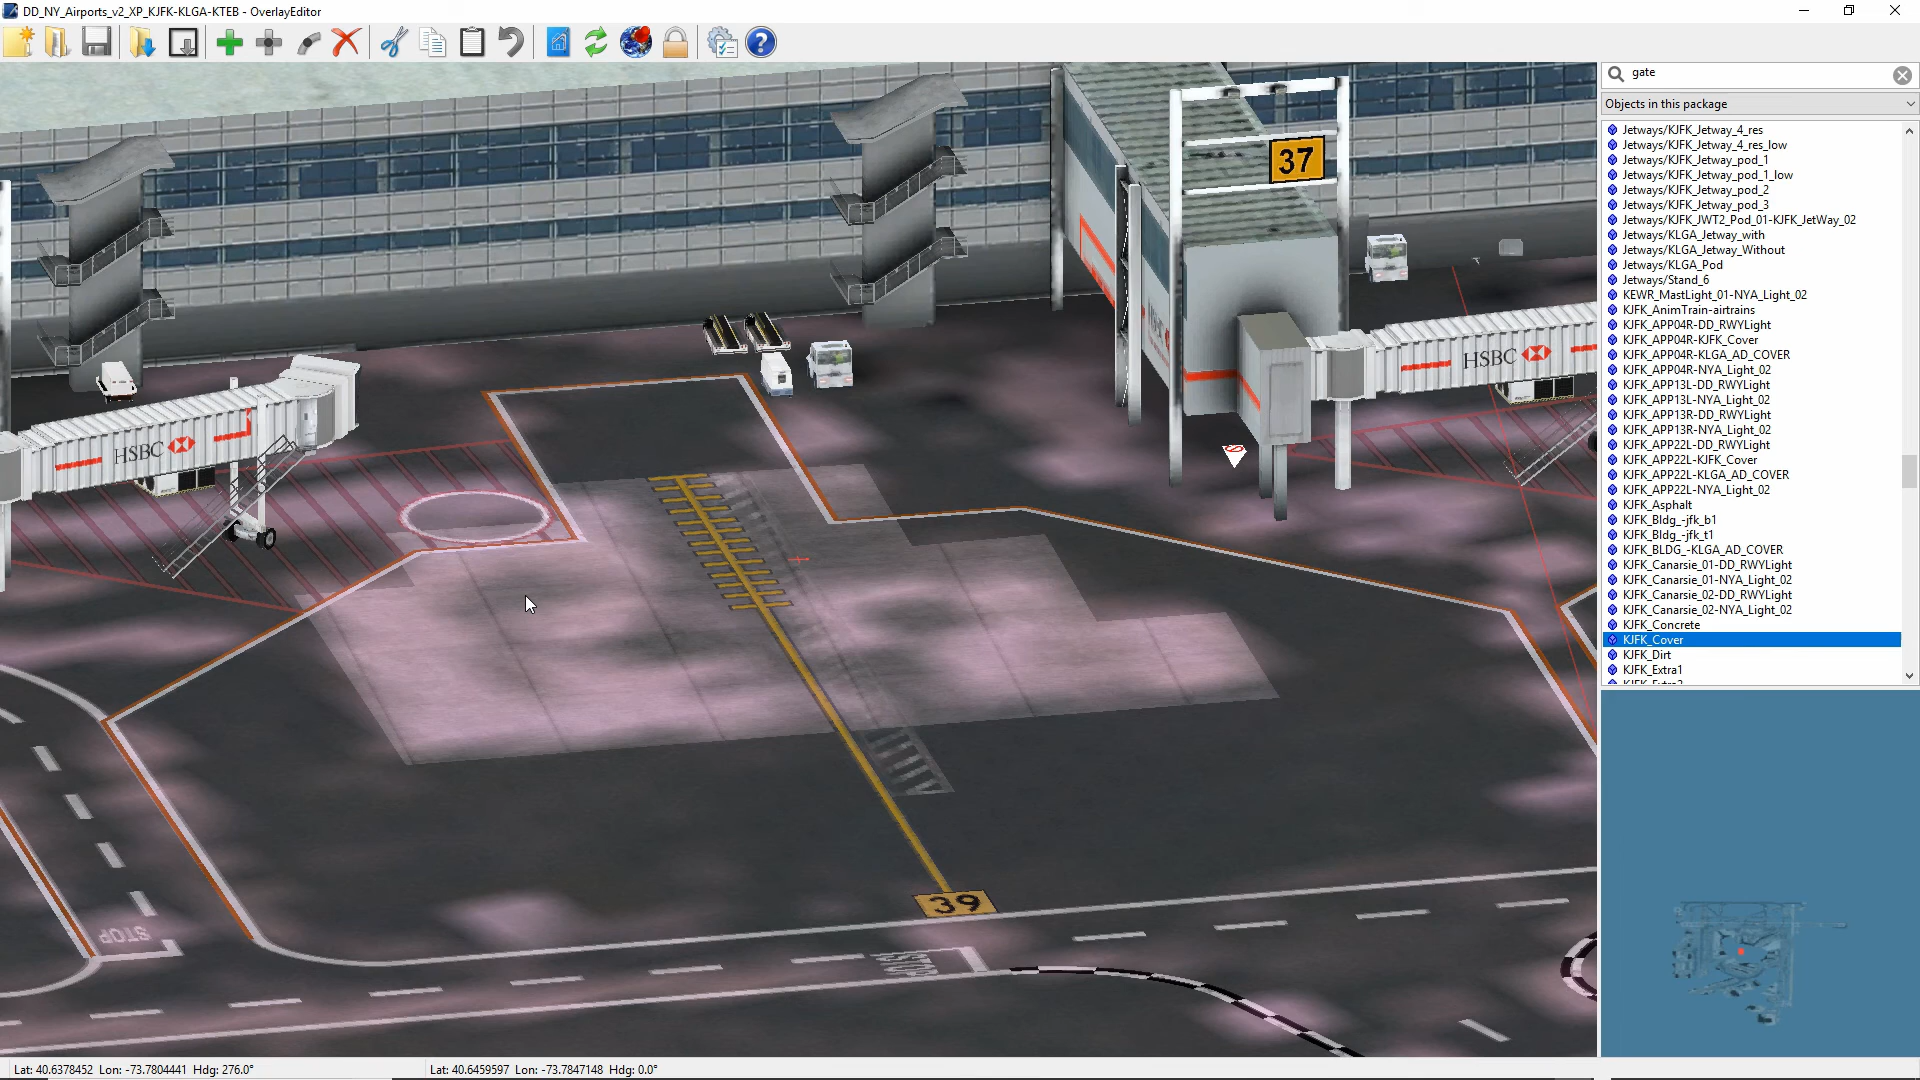 DD_NY_Airports_v2_XP_KJFK-KLGA-KTEB - OverlayEditor
gate
Objects in this package
Jetways/KJFK_Jetway_4_res
Jetways/KJFK_Jetway_4_res_low
Jetways/KJFK_Jetway_pod_1
Jetways/KJFK_Jetway_pod_1_low
Jetways/KJFK_Jetway_pod_2
Jetways/KJFK_Jetway_pod_3
Jetways/KJFK_JWT2_Pod_01-KJFK_JetWay_02
Jetways/KLGA_Jetway_with
Jetways/KLGA_Jetway_Without
Jetways/KLGA_Pod
Jetways/Stand_6
KEWR_MastLight_01-NYA_Light_02
KJFK_AnimTrain-airtrains
KJFK_APP04R-DD_RWYLight
KJFK_APP04R-KJFK_Cover
KJFK_APP04R-KLGA_AD_COVER
KJFK_APP04R-NYA_Light_02
KJFK_APP13L-DD_RWYLight
KJFK_APP13L-NYA_Light_02
KJFK_APP13R-DD_RWYLight
KJFK_APP13R-NYA_Light_02
KJFK_APP22L-DD_RWYLight
KJFK_APP22L-KJFK_Cover
KJFK_APP22L-KLGA_AD_COVER
KJFK_APP22L-NYA_Light_02
KJFK_Asphalt
KJFK_Bldg_-jfk_b1
KJFK_Bldg_-jfk_t1
KJFK_BLDG_-KLGA_AD_COVER
KJFK_Canarsie_01-DD_RWYLight
KJFK_Canarsie_01-NYA_Light_02
KJFK_Canarsie_02-DD_RWYLight
KJFK_Canarsie_02-NYA_Light_02
KJFK_Concrete
KJFK_Cover
KJFK_Dirt
KJFK_Extra1
37
HSBC
HSBC
39
STOP
STOP
Lat: 40.6378452 Lon: -73.7804441 Hdg: 276.0°
Lat: 40.6459597 Lon: -73.7847148 Hdg: 0.0°